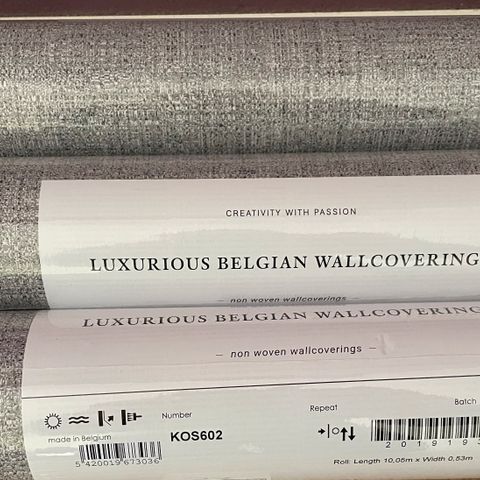 CREATIVITY WITH PASSION
LUXURIOUS BELGIAN WALLCOVERING
— non woven wallcoverings —
LUXURIOUS BELGIAN WALLCOVERING
— non woven wallcoverings —
Number
Repeat
Batch
made in Belgium
KOS602
201919
5 420019 673036
Roll: Length 10,05m x Width 0,53m